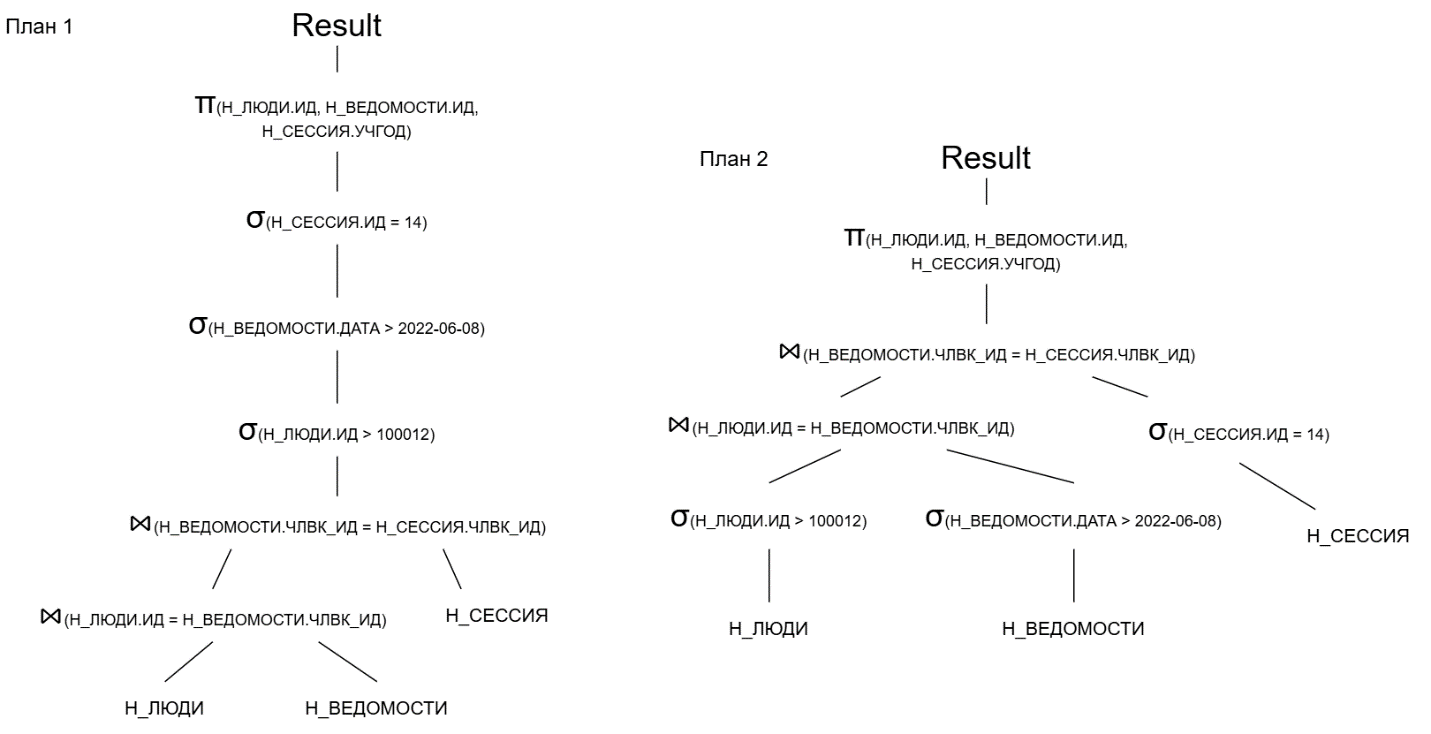 План 1
Result
π(Н_ЛЮДИ.ИД, Н_ВЕДОМОСТИ.ИД,
Н_СЕССИЯ.УЧГОД)
σ(Н_СЕССИЯ.ИД = 14)
σ(Н_ВЕДОМОСТИ.ДАТА > 2022-06-08)
σ(Н_ЛЮДИ.ИД > 100012)
⋈(Н_ВЕДОМОСТИ.ЧЛВК_ИД = Н_СЕССИЯ.ЧЛВК_ИД)
⋈(Н_ЛЮДИ.ИД = Н_ВЕДОМОСТИ.ЧЛВК_ИД)
Н_СЕССИЯ
Н_ЛЮДИ
Н_ВЕДОМОСТИ
План 2
Result
π(Н_ЛЮДИ.ИД, Н_ВЕДОМОСТИ.ИД,
Н_СЕССИЯ.УЧГОД)
⋈(Н_ВЕДОМОСТИ.ЧЛВК_ИД = Н_СЕССИЯ.ЧЛВК_ИД)
⋈(Н_ЛЮДИ.ИД = Н_ВЕДОМОСТИ.ЧЛВК_ИД)
σ(Н_СЕССИЯ.ИД = 14)
σ(Н_ЛЮДИ.ИД > 100012)
σ(Н_ВЕДОМОСТИ.ДАТА > 2022-06-08)
Н_СЕССИЯ
Н_ЛЮДИ
Н_ВЕДОМОСТИ